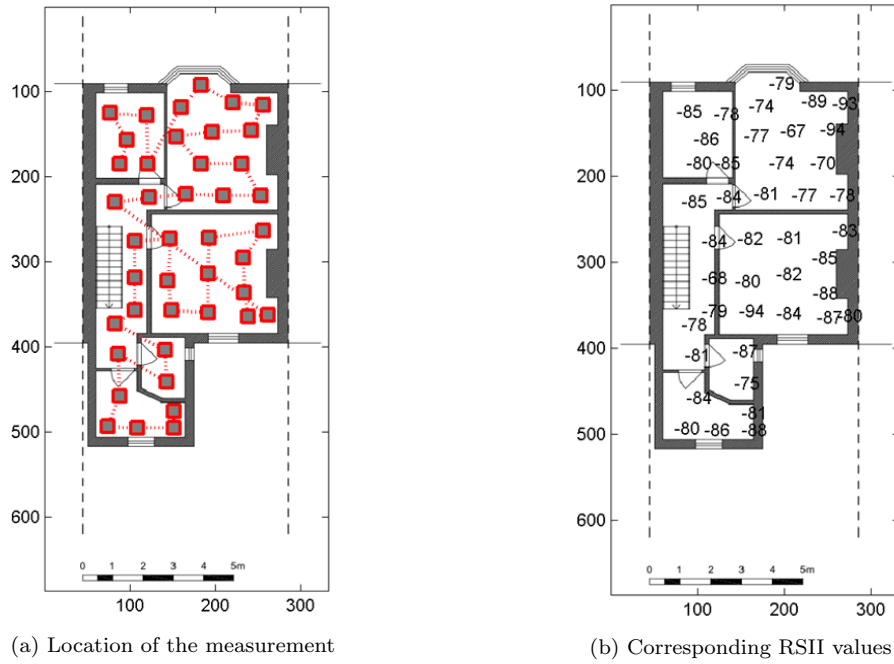 100
200
300
400
500
600
0 1 2 3 4 5m
100 200 300
(a) Location of the measurement
100
200
300
400
500
600
-79
-74 -89 -93
-85 -78
-77 -67 -94
-86
-80 -85 -74 -70
-85 -84 -81 -77 -78
-83
-84 -82 -81
-85
-68 -80 -82
-88
-79 -94 -84 -87 -80
-78
-81 -87
-75
-84
-81
-80 -86 -88
0 1 2 3 4 5m
100 200 300
(b) Corresponding RSII values